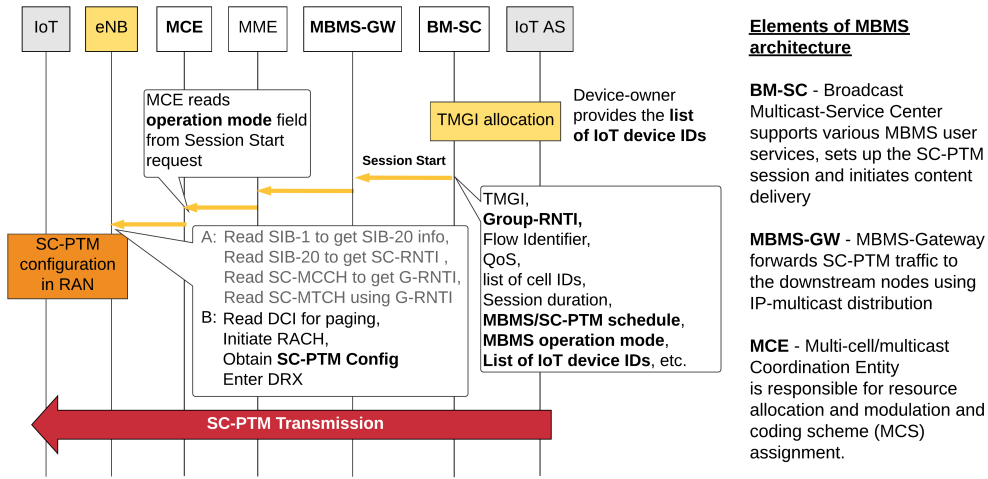 IoT
eNB
MCE
MME
MBMS-GW
BM-SC
IoT AS
MCE reads
operation mode field
from Session Start
request
TMGI allocation
Device-owner
provides the list
of IoT device IDs
Session Start
TMGI,
Group-RNTI,
Flow Identifier,
QoS,
list of cell IDs,
Session duration,
MBMS/SC-PTM schedule,
MBMS operation mode,
List of IoT device IDs, etc.
SC-PTM
configuration
in RAN
A: Read SIB-1 to get SIB-20 info,
Read SIB-20 to get SC-RNTI ,
Read SC-MCCH to get G-RNTI,
Read SC-MTCH using G-RNTI
B: Read DCI for paging,
Initiate RACH,
Obtain SC-PTM Config
Enter DRX
SC-PTM Transmission
Elements of MBMS
architecture
BM-SC - Broadcast
Multicast-Service Center
supports various MBMS user
services, sets up the SC-PTM
session and initiates content
delivery
MBMS-GW - MBMS-Gateway
forwards SC-PTM traffic to
the downstream nodes using
IP-multicast distribution
MCE - Multi-cell/multicast
Coordination Entity
is responsible for resource
allocation and modulation and
coding scheme (MCS)
assignment.